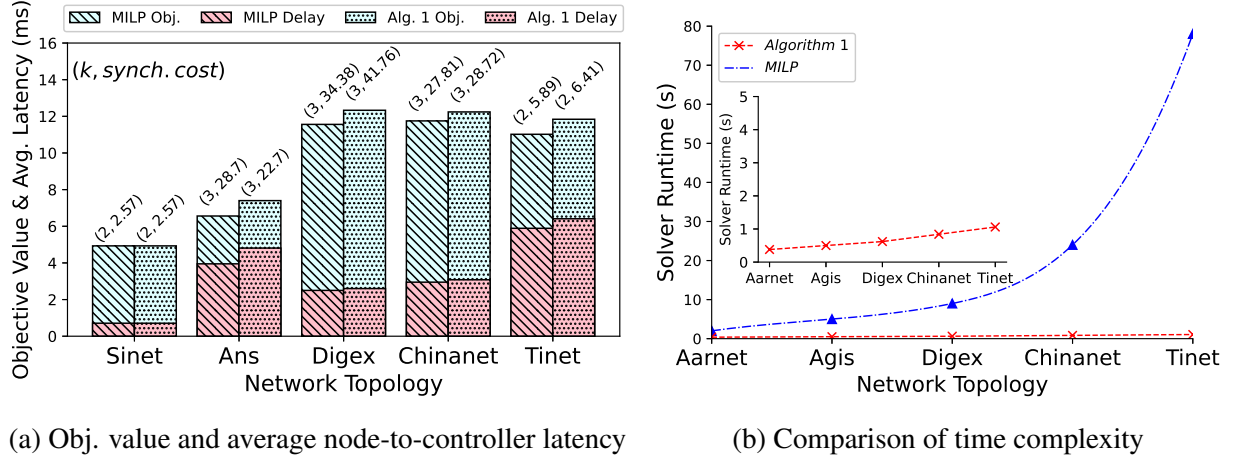 MILP Obj. MILP Delay Alg. 1 Obj. Alg. 1 Delay
Objective Value & Avg. Latency (ms)
16
14
12
10
8
6
4
2
0
(k, synch. cost)
(2, 2.57)
(2, 2.57)
(3, 28.7)
(3, 22.7)
(3, 34.38)
(3, 41.76)
(3, 27.81)
(3, 28.72)
(2, 5.89)
(2, 6.41)
Sinet Ans Digex Chinanet Tinet
Network Topology
(a) Obj. value and average node-to-controller latency
Solver Runtime (s)
80
70
60
50
40
30
20
10
0
Algorithm 1
MILP
Solver Runtime (s)
5
4
3
2
1
0
Aarnet Agis Digex Chinanet Tinet
Aarnet Agis Digex Chinanet Tinet
Network Topology
(b) Comparison of time complexity